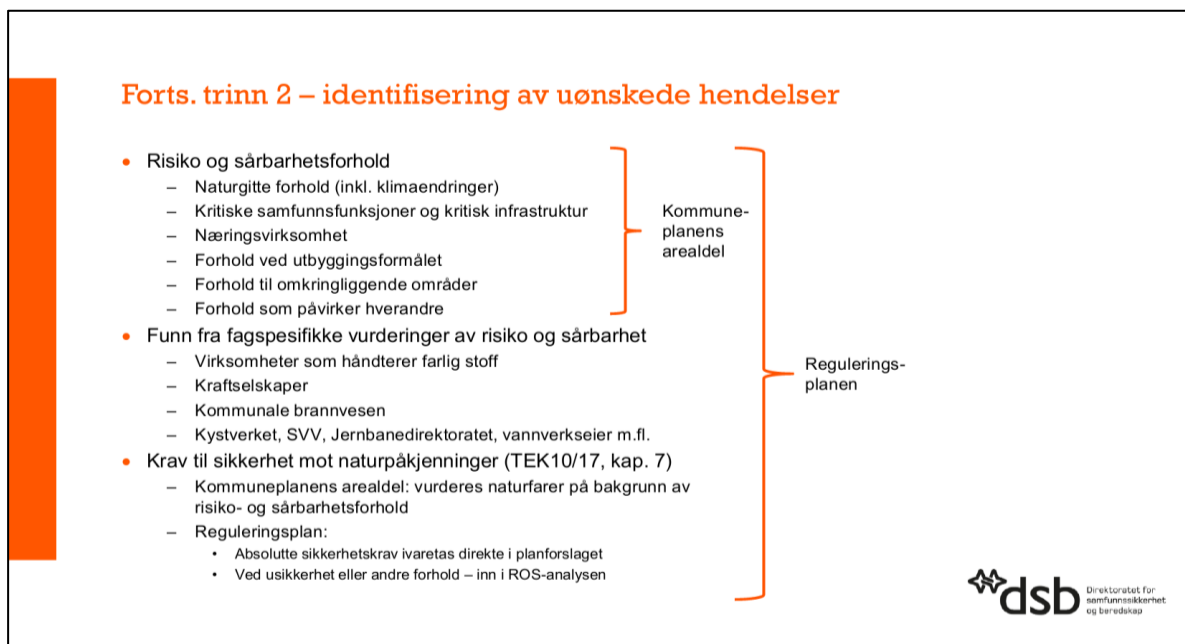 Forts. trinn 2 – identifisering av uønskede hendelser
• Risiko og sårbarhetsforhold
– Naturgitte forhold (inkl. klimaendringer)
– Kritiske samfunnsfunksjoner og kritisk infrastruktur
– Næringsvirksomhet
– Forhold ved utbyggingsformålet
– Forhold til omkringliggende områder
– Forhold som påvirker hverandre
Kommune-
planens
arealdel
• Funn fra fagspesifikke vurderinger av risiko og sårbarhet
– Virksomheter som håndterer farlig stoff
– Kraftselskaper
– Kommunale brannvesen
– Kystverket, SVV, Jernbanedirektoratet, vannverkseier m.fl.
• Krav til sikkerhet mot naturpåkjenninger (TEK10/17, kap. 7)
– Kommuneplanens arealdel: vurderes naturfarer på bakgrunn av
risiko- og sårbarhetsforhold
– Reguleringsplan:
• Absolutte sikkerhetskrav ivaretas direkte i planforslaget
• Ved usikkerhet eller andre forhold – inn i ROS-analysen
Regulerings-
planen
dsb
Direktoratet for
samfunnssikkerhet
og beredskap